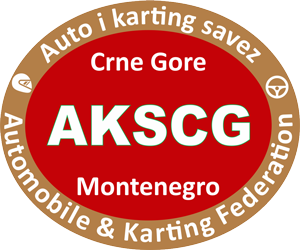 Auto i karting savez
Crne Gore
AKSCG
Montenegro
Automobile & Karting Federation